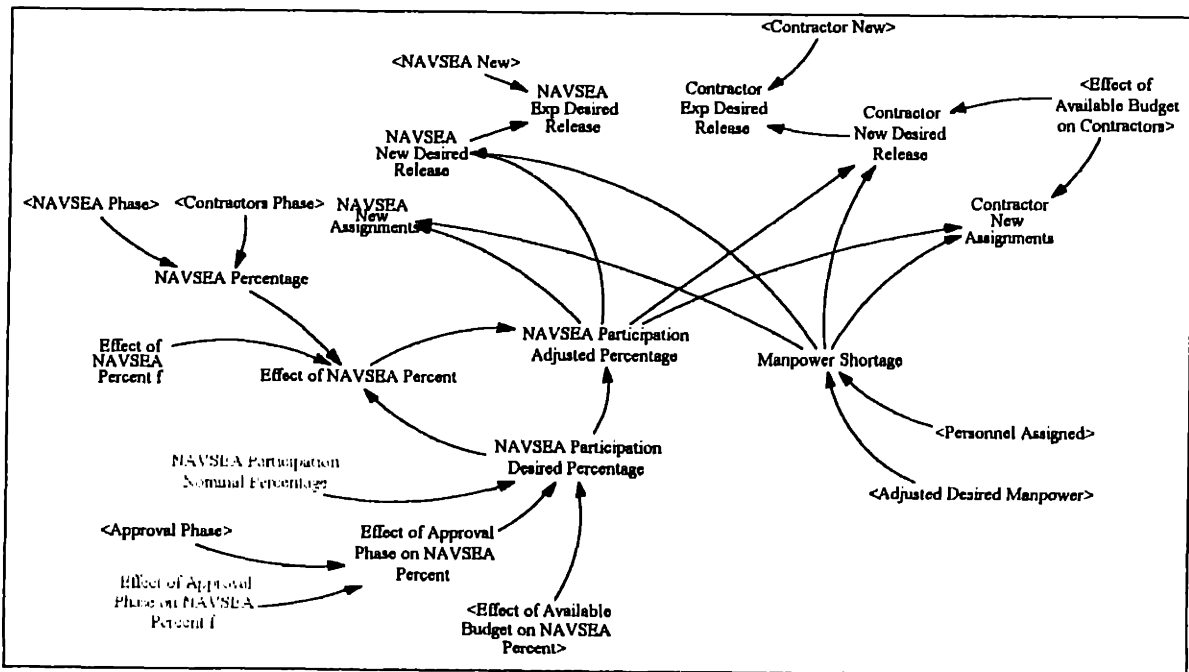 <Contractor New>
<NAVSEA New>
NAVSEA
Exp Desired
Release
Contractor
Exp Desired
Release
<Effect of
Available Budget
on Contractors>
Contractor
New Desired
Release
NAVSEA
New Desired
Release
<NAVSEA Phase>
<Contractors Phase>
NAVSEA
New
Assignments
Contractor
New
Assignments
NAVSEA Percentage
NAVSEA Participation
Adjusted Percentage
Manpower Shortage
Effect of
NAVSEA
Percent f
Effect of NAVSEA Percent
<Personnel Assigned>
NAVSEA Participation
Desired Percentage
NAVSEA Participation
Nominal Percentage
<Adjusted Desired Manpower>
<Approval Phase>
Effect of Approval
Phase on NAVSEA
Percent
Effect of Approval
Phase on NAVSEA
Percent f
<Effect of Available
Budget on NAVSEA
Percent>